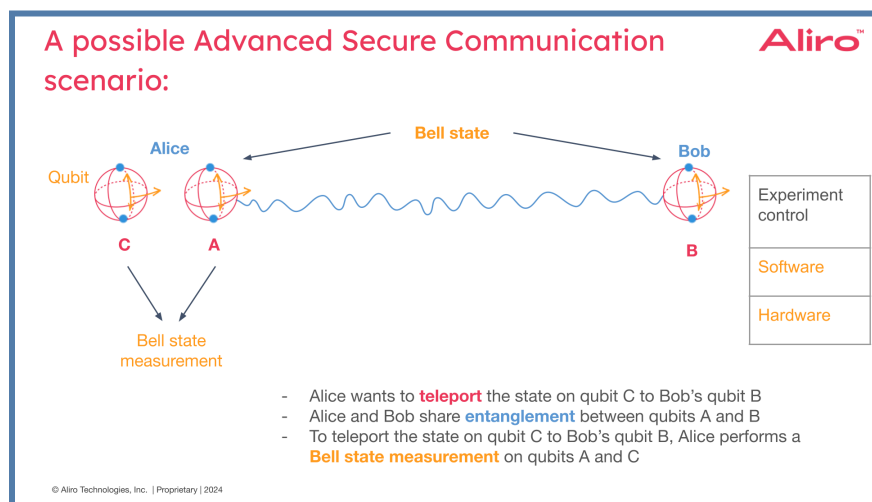 A possible Advanced Secure Communication
scenario:
Aliro™
Bell state
Alice
Bob
Qubit
C
A
B
Experiment
control
Software
Hardware
Bell state
measurement
- Alice wants to teleport the state on qubit C to Bob's qubit B
- Alice and Bob share entanglement between qubits A and B
- To teleport the state on qubit C to Bob's qubit B, Alice performs a
Bell state measurement on qubits A and C
© Aliro Technologies, Inc. | Proprietary | 2024